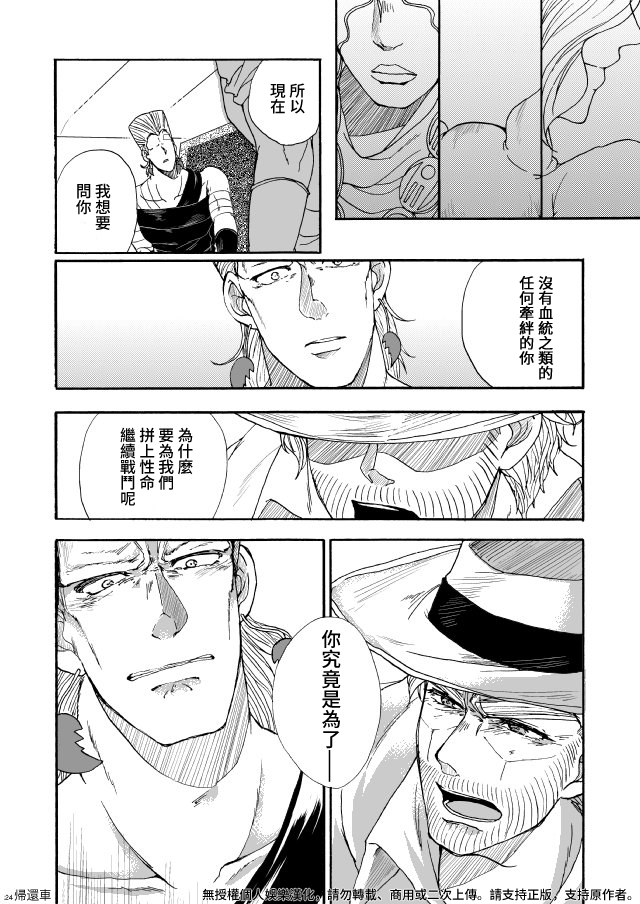 所以
現在
我想要
問你
沒有血統之類的
任何牽絆的你
為什麼
要為我們
拼上性命
繼續戰鬥呢
你究竟是為了——
24 帰還車
無授權個人娛樂漢化，請勿轉載、商用或二次上傳。請支持正版，支持原作者。